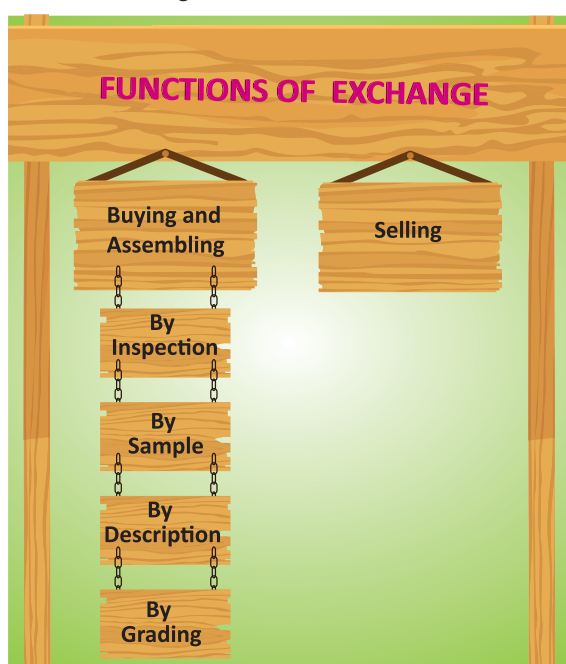 FUNCTIONS OF EXCHANGE
Buying and
Assembling
Selling
By
Inspection
By
Sample
By
Description
By
Grading